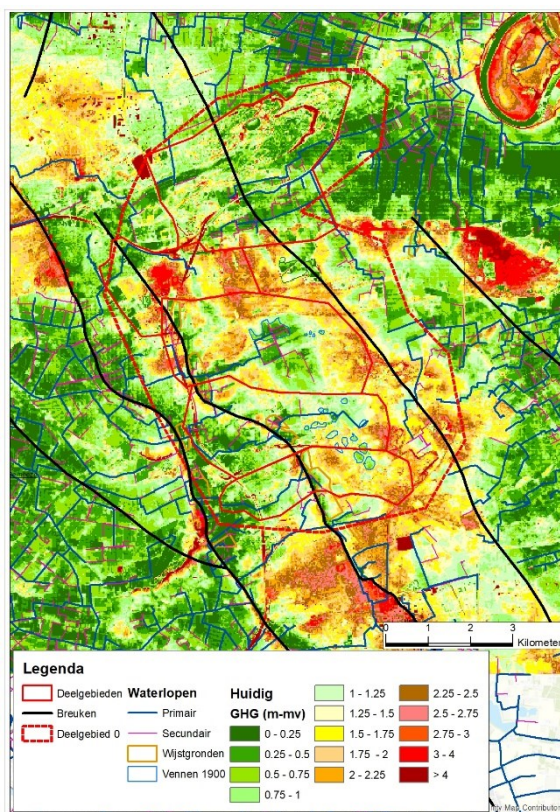 0 1 2 3
Kilometer
Legenda
Deelgebieden
Breuken
Deelgebied 0
Waterlopen
Primair
Secundair
Wijstgronden
Vennen 1900
Huidig
GHG (m-mv)
0 - 0.25
0.25 - 0.5
0.5 - 0.75
0.75 - 1
1 - 1.25
1.25 - 1.5
1.5 - 1.75
1.75 - 2
2 - 2.25
2.25 - 2.5
2.5 - 2.75
2.75 - 3
3 - 4
> 4
Map Contributor